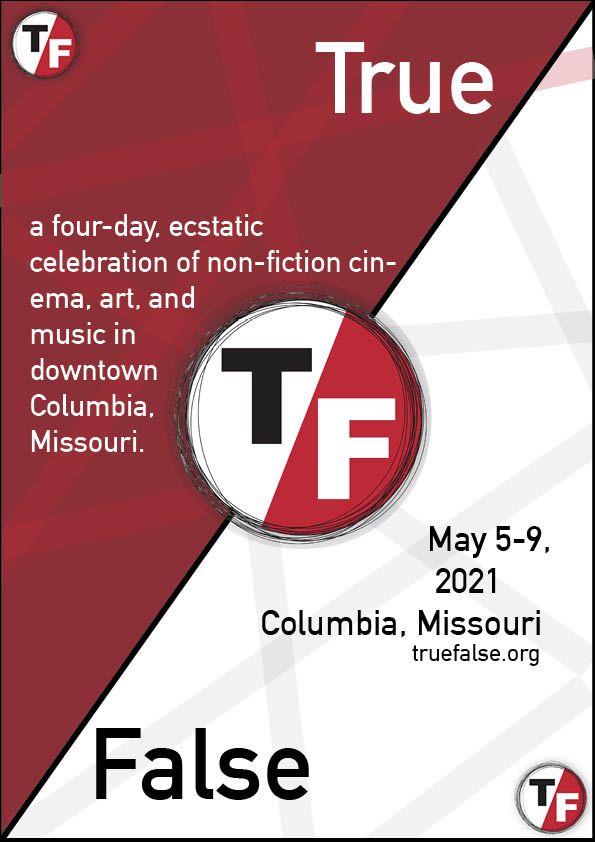 TF
True
a four-day, ecstatic
celebration of non-fiction cin-
ema, art, and
music in
downtown
Columbia,
Missouri.
TF
May 5-9,
2021
Columbia, Missouri
truefalse.org
False
TF